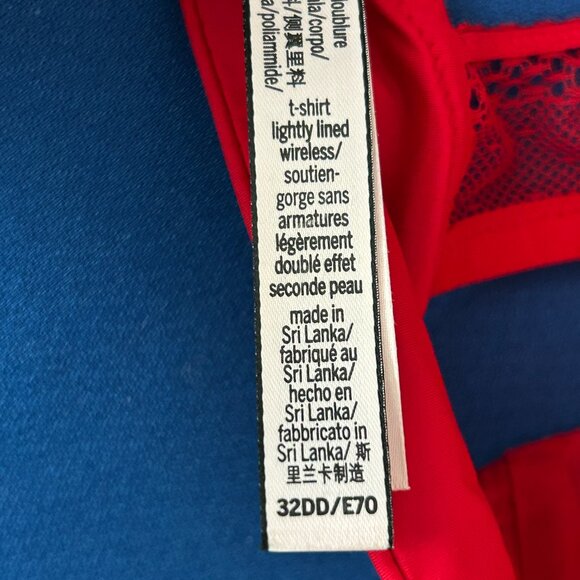 doublure
ala/corpo/
料/侧翼里料
a/poliammide/
t-shirt
lightly lined
wireless/
soutien-
gorge sans
armatures
légèrement
doublé effet
seconde peau
made in
Sri Lanka/
fabriqué au
Sri Lanka/
hecho en
Sri Lanka/
fabbricato in
Sri Lanka/ 斯
里兰卡制造
32DD/E70